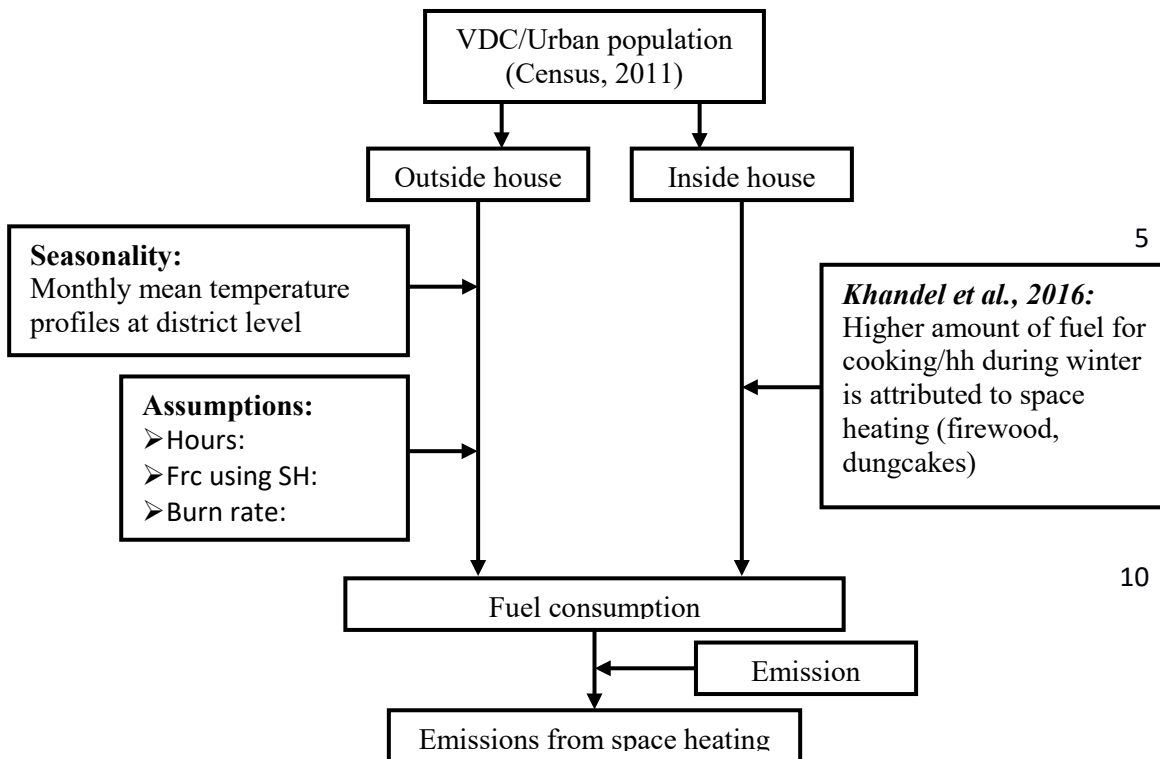 VDC/Urban population
(Census, 2011)
Outside house
Inside house
Seasonality:
Monthly mean temperature
profiles at district level
5
Khandel et al., 2016:
Higher amount of fuel for
cooking/hh during winter
is attributed to space
heating (firewood,
dungcakes)
Assumptions:
➢Hours:
➢Frc using SH:
➢Burn rate:
10
Fuel consumption
Emission
Emissions from space heating